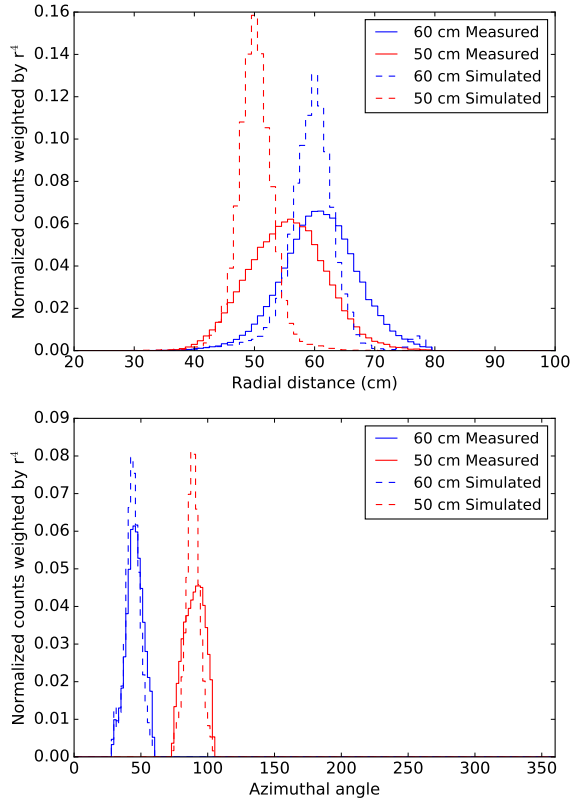 0.16
0.14
0.12
0.10
0.08
0.06
0.04
0.02
0.00
Normalized counts weighted by r⁴
60 cm Measured
50 cm Measured
60 cm Simulated
50 cm Simulated
20 30 40 50 60 70 80 90 100
Radial distance (cm)
0.09
0.08
0.07
0.06
0.05
0.04
0.03
0.02
0.01
0.00
Normalized counts weighted by r⁴
60 cm Measured
50 cm Measured
60 cm Simulated
50 cm Simulated
0 50 100 150 200 250 300 350
Azimuthal angle